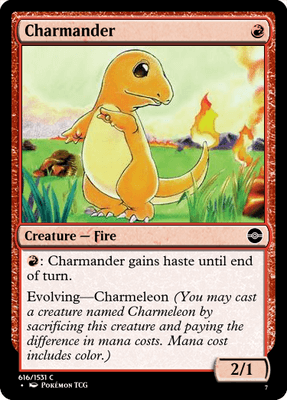 Charmander
Creature — Fire
: Charmander gains haste until end
of turn.
Evolving—Charmeleon (You may cast
a creature named Charmeleon by
sacrificing this creature and paying the
difference in mana costs. Mana cost
includes color.)
2/1
616/1531 C
• Pokémon TCG
7